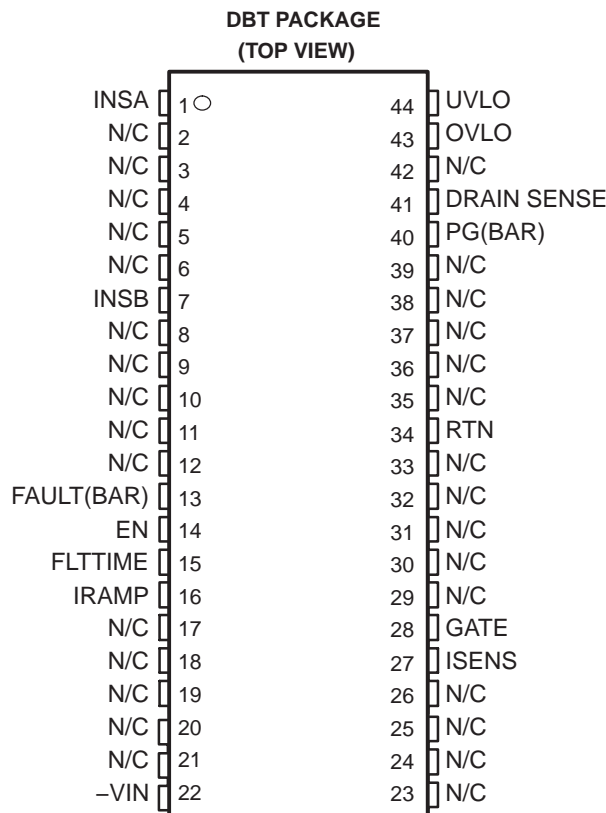 DBT PACKAGE
(TOP VIEW)
INSA 1 44 UVLO
N/C 2 43 OVLO
N/C 3 42 N/C
N/C 4 41 DRAIN SENSE
N/C 5 40 PG(BAR)
N/C 6 39 N/C
INSB 7 38 N/C
N/C 8 37 N/C
N/C 9 36 N/C
N/C 10 35 N/C
N/C 11 34 RTN
N/C 12 33 N/C
FAULT(BAR) 13 32 N/C
EN 14 31 N/C
FLTTIME 15 30 N/C
IRAMP 16 29 N/C
N/C 17 28 GATE
N/C 18 27 ISENS
N/C 19 26 N/C
N/C 20 25 N/C
N/C 21 24 N/C
–VIN 22 23 N/C